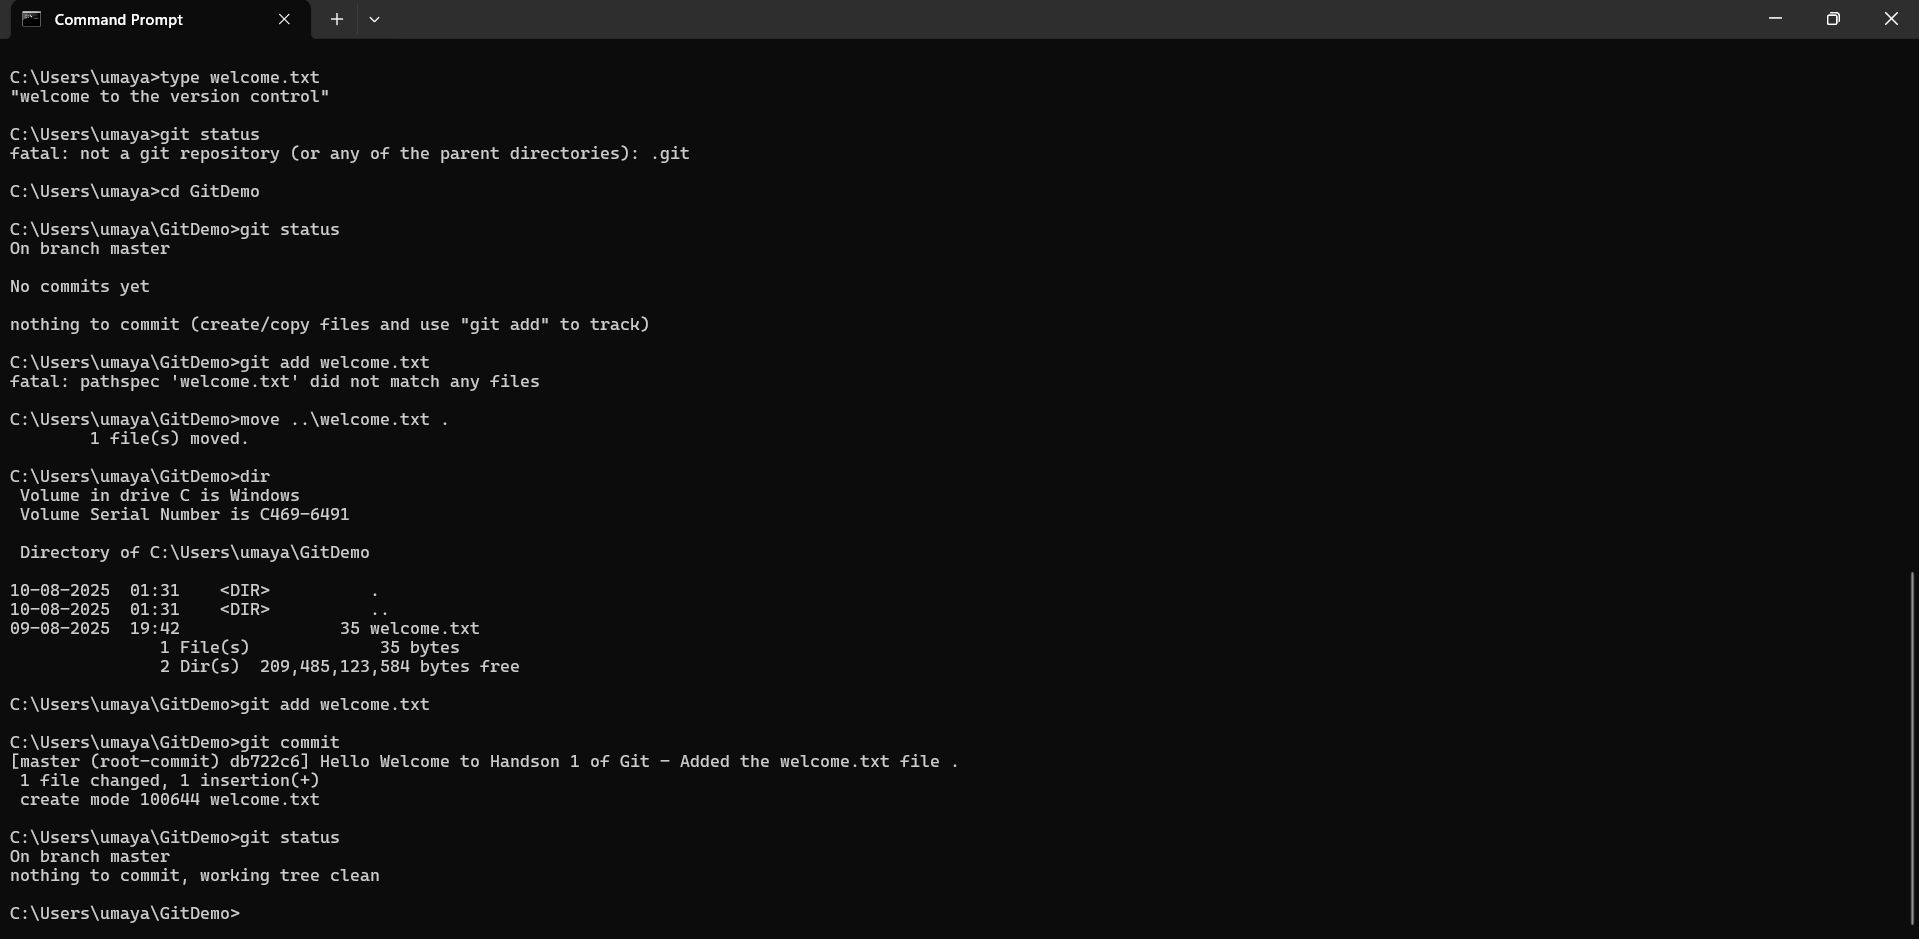 Command Prompt
C:\Users\umaya>type welcome.txt
"welcome to the version control"
C:\Users\umaya>git status
fatal: not a git repository (or any of the parent directories): .git
C:\Users\umaya>cd GitDemo
C:\Users\umaya\GitDemo>git status
On branch master
No commits yet
nothing to commit (create/copy files and use "git add" to track)
C:\Users\umaya\GitDemo>git add welcome.txt
fatal: pathspec 'welcome.txt' did not match any files
C:\Users\umaya\GitDemo>move ..\welcome.txt .
        1 file(s) moved.
C:\Users\umaya\GitDemo>dir
 Volume in drive C is Windows
 Volume Serial Number is C469-6491
 Directory of C:\Users\umaya\GitDemo
10-08-2025  01:31    <DIR>          .
10-08-2025  01:31    <DIR>          ..
09-08-2025  19:42                35 welcome.txt
               1 File(s)             35 bytes
               2 Dir(s)  209,485,123,584 bytes free
C:\Users\umaya\GitDemo>git add welcome.txt
C:\Users\umaya\GitDemo>git commit
[master (root-commit) db722c6] Hello Welcome to Handson 1 of Git - Added the welcome.txt file .
 1 file changed, 1 insertion(+)
 create mode 100644 welcome.txt
C:\Users\umaya\GitDemo>git status
On branch master
nothing to commit, working tree clean
C:\Users\umaya\GitDemo>